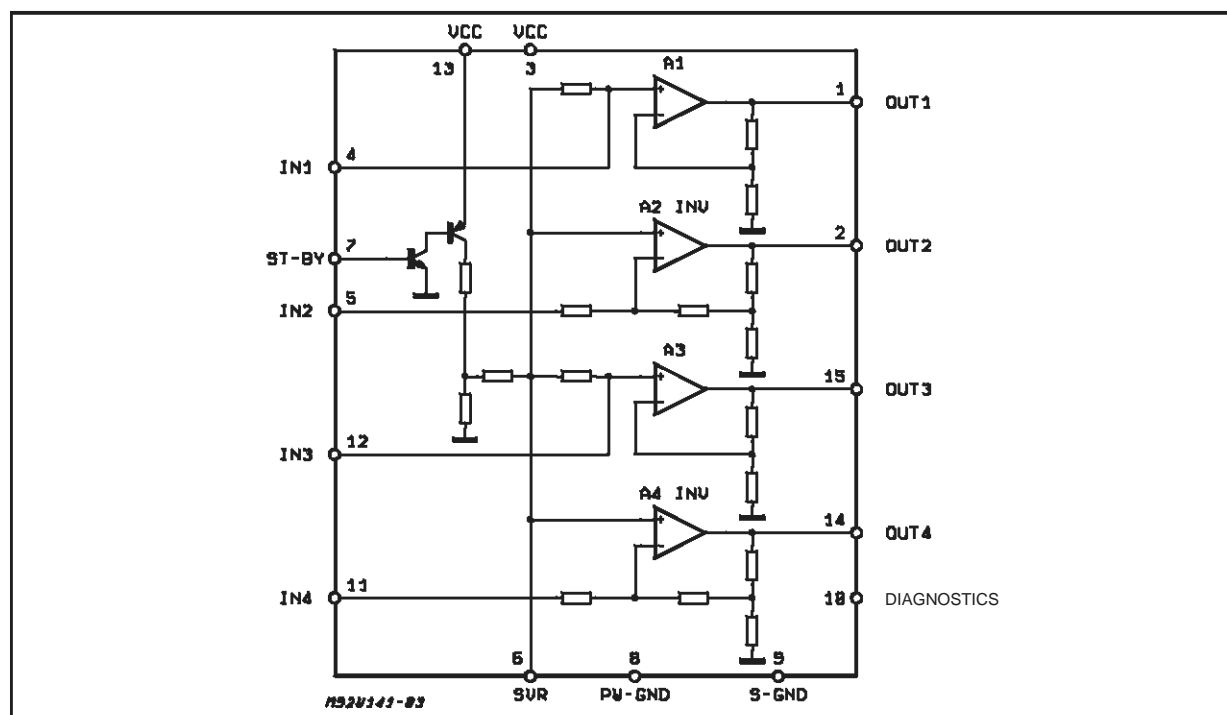 VCC VCC
13 3
A1
1 OUT1
4
IN1
A2 INV
2 OUT2
7
ST-BY
5
IN2
A3
15 OUT3
12
IN3
A4 INV
14 OUT4
11
IN4
10 DIAGNOSTICS
6 8 9
SVR PW-GND S-GND
M92U141-03